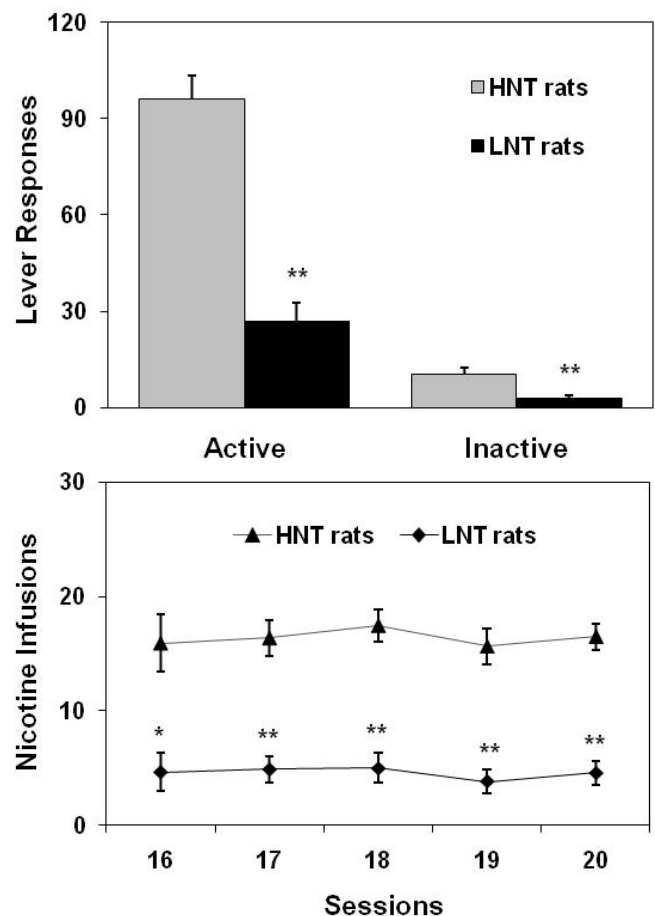 120
90
60
30
0
Lever Responses
HNT rats
LNT rats
**
**
Active Inactive
30
20
10
0
Nicotine Infusions
HNT rats LNT rats
* ** ** ** **
16 17 18 19 20
Sessions